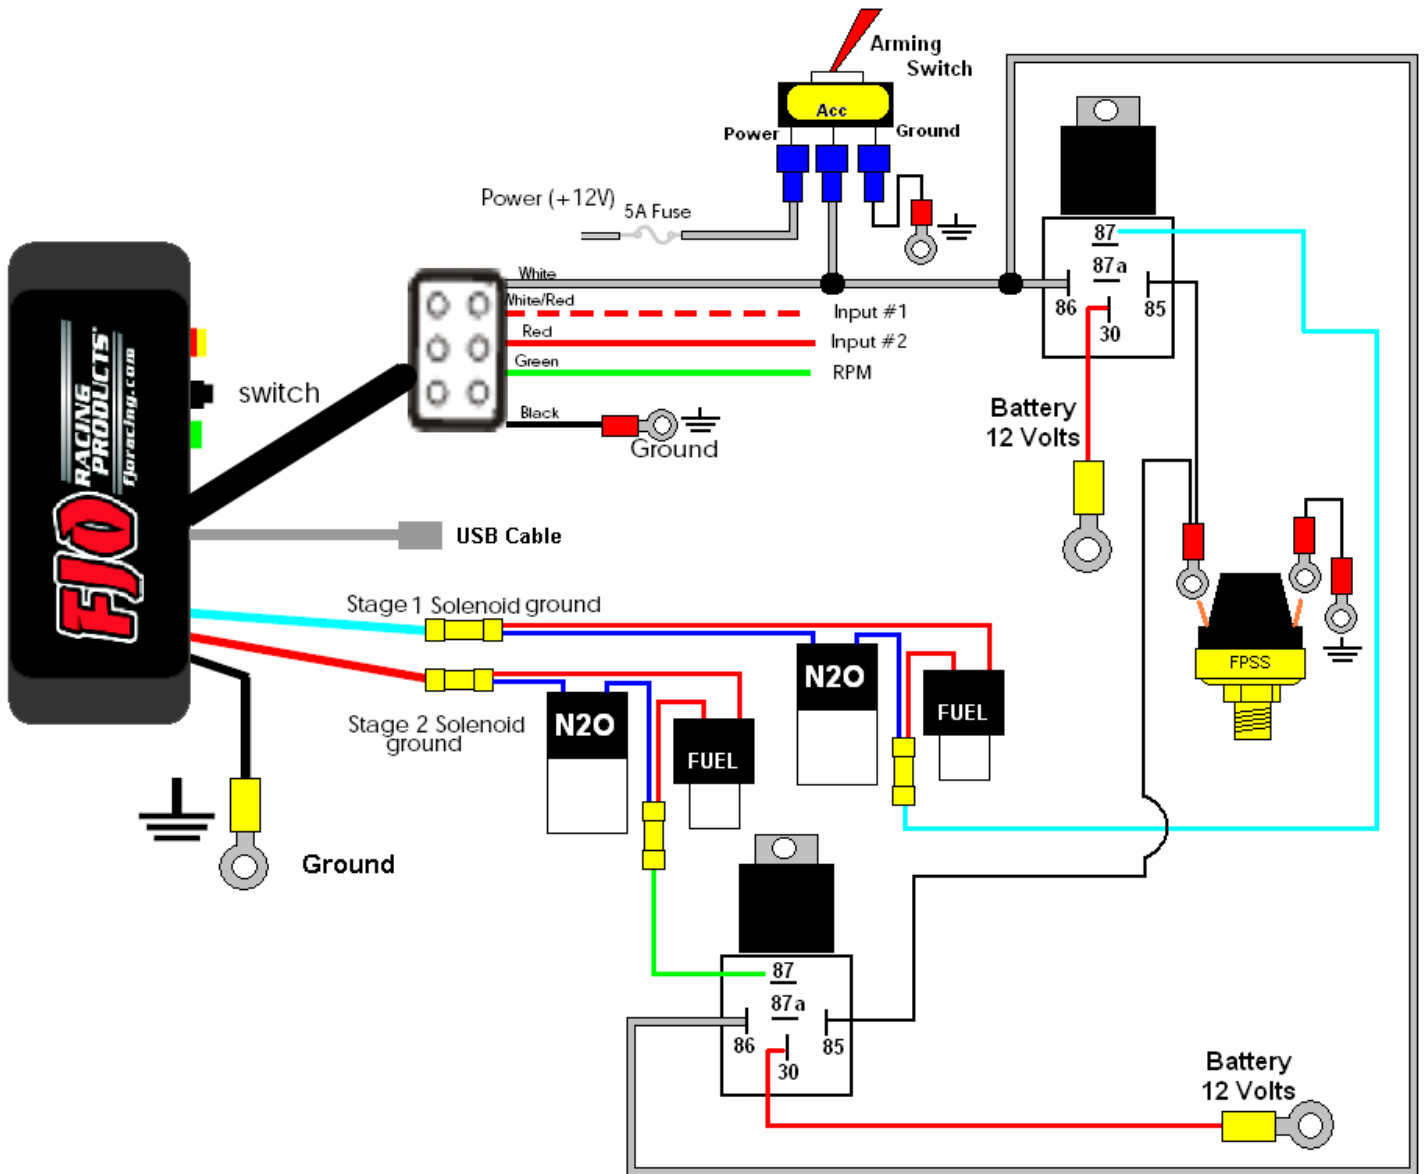 Arming
Switch
Acc
Power
Ground
Power (+12V)
5A Fuse
87
87a
86
85
30
White
White/Red
Input #1
Red
Input #2
Green
RPM
Black
Ground
switch
RACING
PRODUCTS
fjoracing.com
FJO
Battery
12 Volts
USB Cable
Stage 1 Solenoid ground
Stage 2 Solenoid
ground
N2O
FUEL
N2O
FUEL
FPSS
Ground
87
87a
86
85
30
Battery
12 Volts